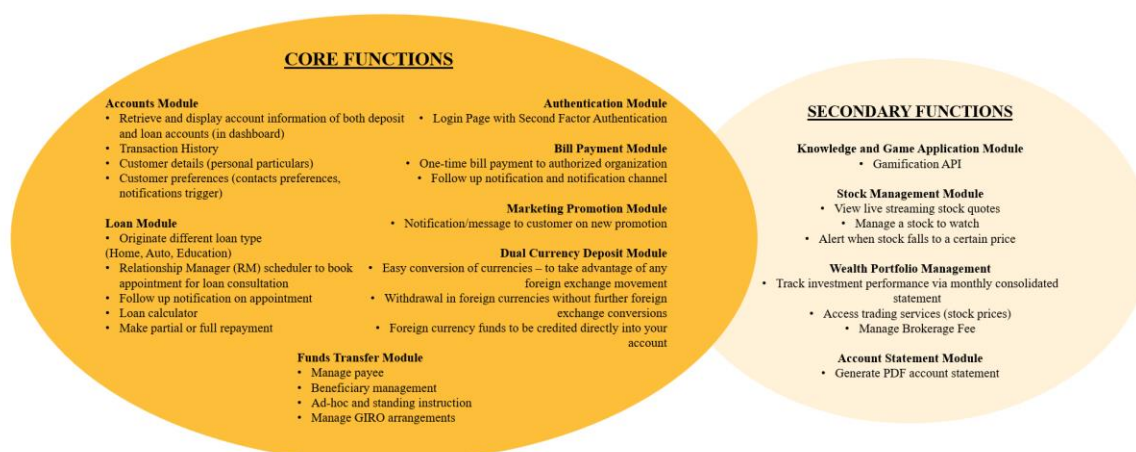 CORE FUNCTIONS
Accounts Module
• Retrieve and display account information of both deposit
and loan accounts (in dashboard)
• Transaction History
• Customer details (personal particulars)
• Customer preferences (contacts preferences,
notifications trigger)
Loan Module
• Originate different loan type
(Home, Auto, Education)
• Relationship Manager (RM) scheduler to book
appointment for loan consultation
• Follow up notification on appointment
• Loan calculator
• Make partial or full repayment
Authentication Module
• Login Page with Second Factor Authentication
Bill Payment Module
• One-time bill payment to authorized organization
• Follow up notification and notification channel
Marketing Promotion Module
• Notification/message to customer on new promotion
Dual Currency Deposit Module
• Easy conversion of currencies – to take advantage of any
foreign exchange movement
• Withdrawal in foreign currencies without further foreign
exchange conversions
• Foreign currency funds to be credited directly into your
account
Funds Transfer Module
• Manage payee
• Beneficiary management
• Ad-hoc and standing instruction
• Manage GIRO arrangements
SECONDARY FUNCTIONS
Knowledge and Game Application Module
• Gamification API
Stock Management Module
• View live streaming stock quotes
• Manage a stock to watch
• Alert when stock falls to a certain price
Wealth Portfolio Management
• Track investment performance via monthly consolidated
statement
• Access trading services (stock prices)
• Manage Brokerage Fee
Account Statement Module
• Generate PDF account statement